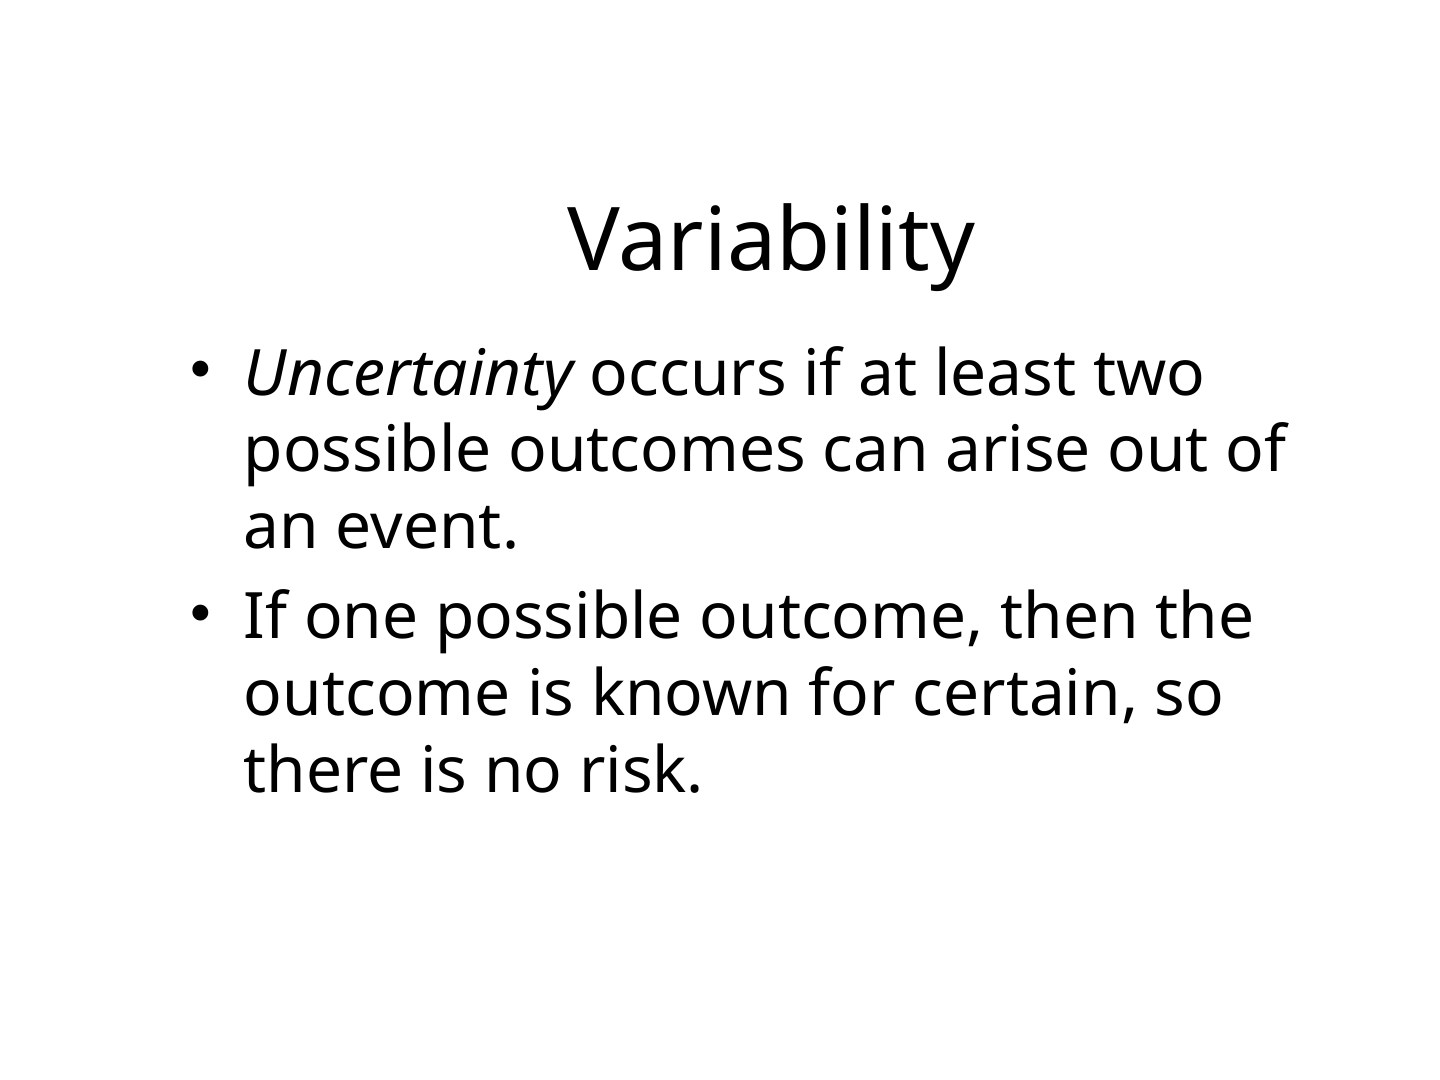 Variability
• Uncertainty occurs if at least two
possible outcomes can arise out of
an event.
• If one possible outcome, then the
outcome is known for certain, so
there is no risk.